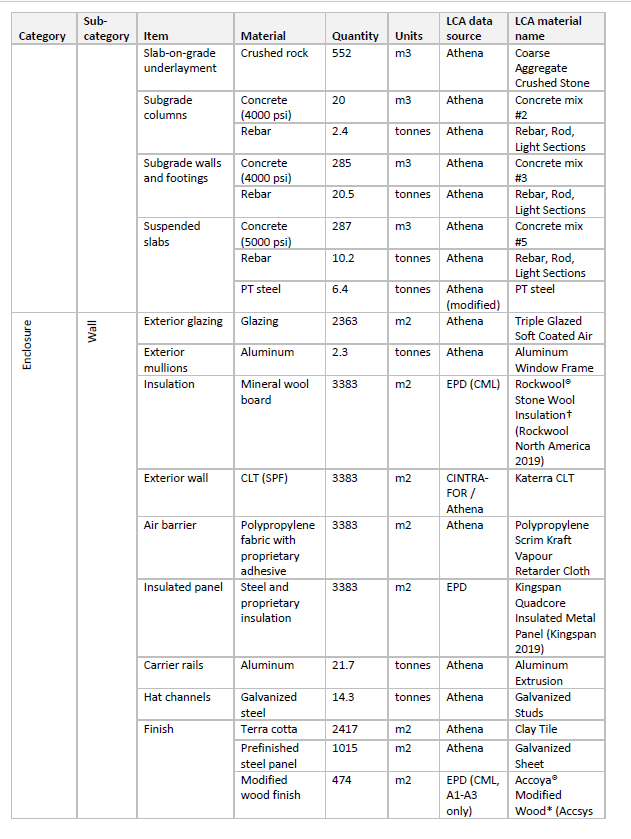 Category Sub-category Item Material Quantity Units LCA data source LCA material name
Slab-on-grade underlayment Crushed rock 552 m3 Athena Coarse Aggregate Crushed Stone
Subgrade columns Concrete (4000 psi) 20 m3 Athena Concrete mix #2
Rebar 2.4 tonnes Athena Rebar, Rod, Light Sections
Subgrade walls and footings Concrete (4000 psi) 285 m3 Athena Concrete mix #3
Rebar 20.5 tonnes Athena Rebar, Rod, Light Sections
Suspended slabs Concrete (5000 psi) 287 m3 Athena Concrete mix #5
Rebar 10.2 tonnes Athena Rebar, Rod, Light Sections
PT steel 6.4 tonnes Athena (modified) PT steel
Enclosure Wall Exterior glazing Glazing 2363 m2 Athena Triple Glazed Soft Coated Air
Exterior mullions Aluminum 2.3 tonnes Athena Aluminum Window Frame
Insulation Mineral wool board 3383 m2 EPD (CML) Rockwool® Stone Wool Insulation† (Rockwool North America 2019)
Exterior wall CLT (SPF) 3383 m2 CINTRA-FOR / Athena Katerra CLT
Air barrier Polypropylene fabric with proprietary adhesive 3383 m2 Athena Polypropylene Scrim Kraft Vapour Retarder Cloth
Insulated panel Steel and proprietary insulation 3383 m2 EPD Kingspan Quadcore Insulated Metal Panel (Kingspan 2019)
Carrier rails Aluminum 21.7 tonnes Athena Aluminum Extrusion
Hat channels Galvanized steel 14.3 tonnes Athena Galvanized Studs
Finish Terra cotta 2417 m2 Athena Clay Tile
Prefinished steel panel 1015 m2 Athena Galvanized Sheet
Modified wood finish 474 m2 EPD (CML, A1-A3 only) Accoya® Modified Wood* (Accsys